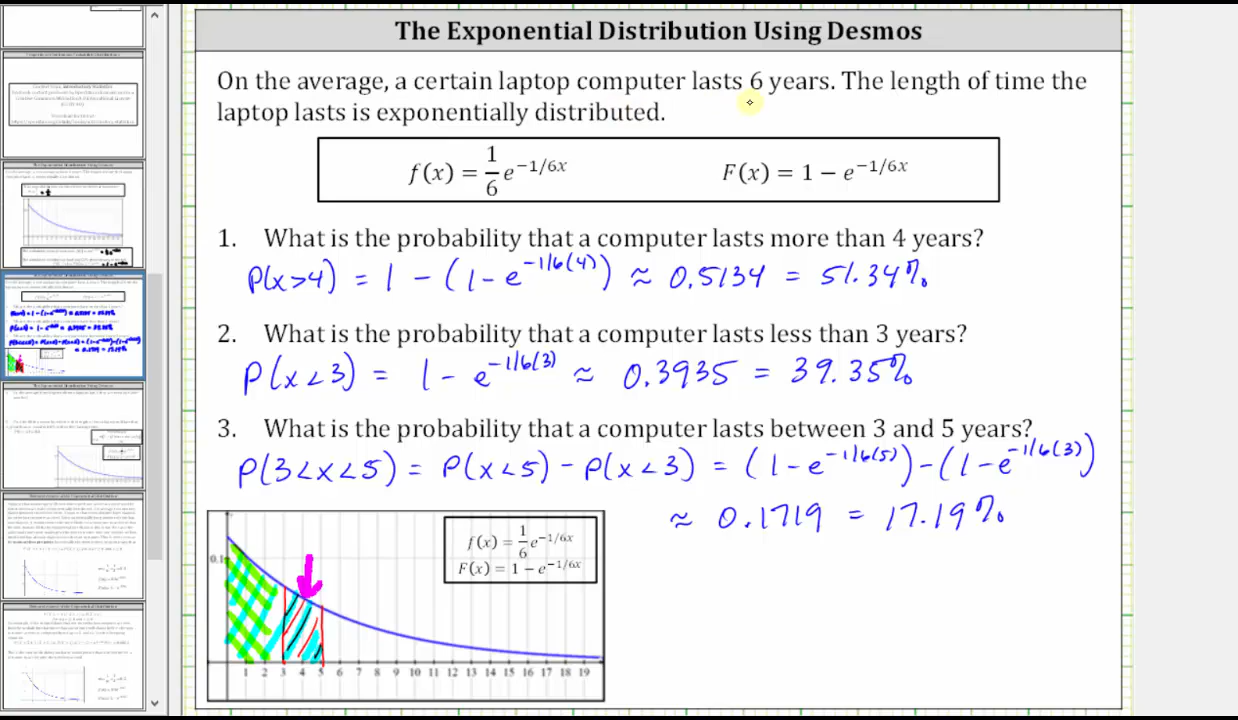 The Exponential Distribution Using Desmos
On the average, a certain laptop computer lasts 6 years. The length of time the
laptop lasts is exponentially distributed.
f(x) = 1/6 e^{-1/6x} F(x) = 1 − e^{-1/6x}
1. What is the probability that a computer lasts more than 4 years?
P(x>4) = 1 - (1-e^{-1/6(4)}) ≈ 0.5134 = 51.34%
2. What is the probability that a computer lasts less than 3 years?
P(x<3) = 1 - e^{-1/6(3)} ≈ 0.3935 = 39.35%
3. What is the probability that a computer lasts between 3 and 5 years?
P(3<x<5) = P(x<5) - P(x<3) = (1-e^{-1/6(5)}) - (1-e^{-1/6(3)})
≈ 0.1719 = 17.19%
f(x) = 1/6 e^{-1/6x}
F(x) = 1 − e^{-1/6x}
0.1
1 2 3 4 5 6 7 8 9 10 11 12 13 14 15 16 17 18 19